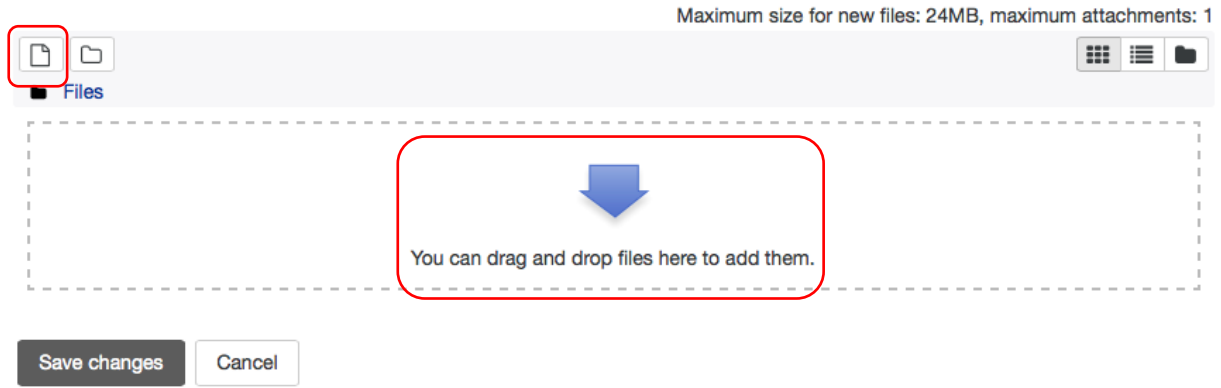 Maximum size for new files: 24MB, maximum attachments: 1
Files
You can drag and drop files here to add them.
Save changes
Cancel